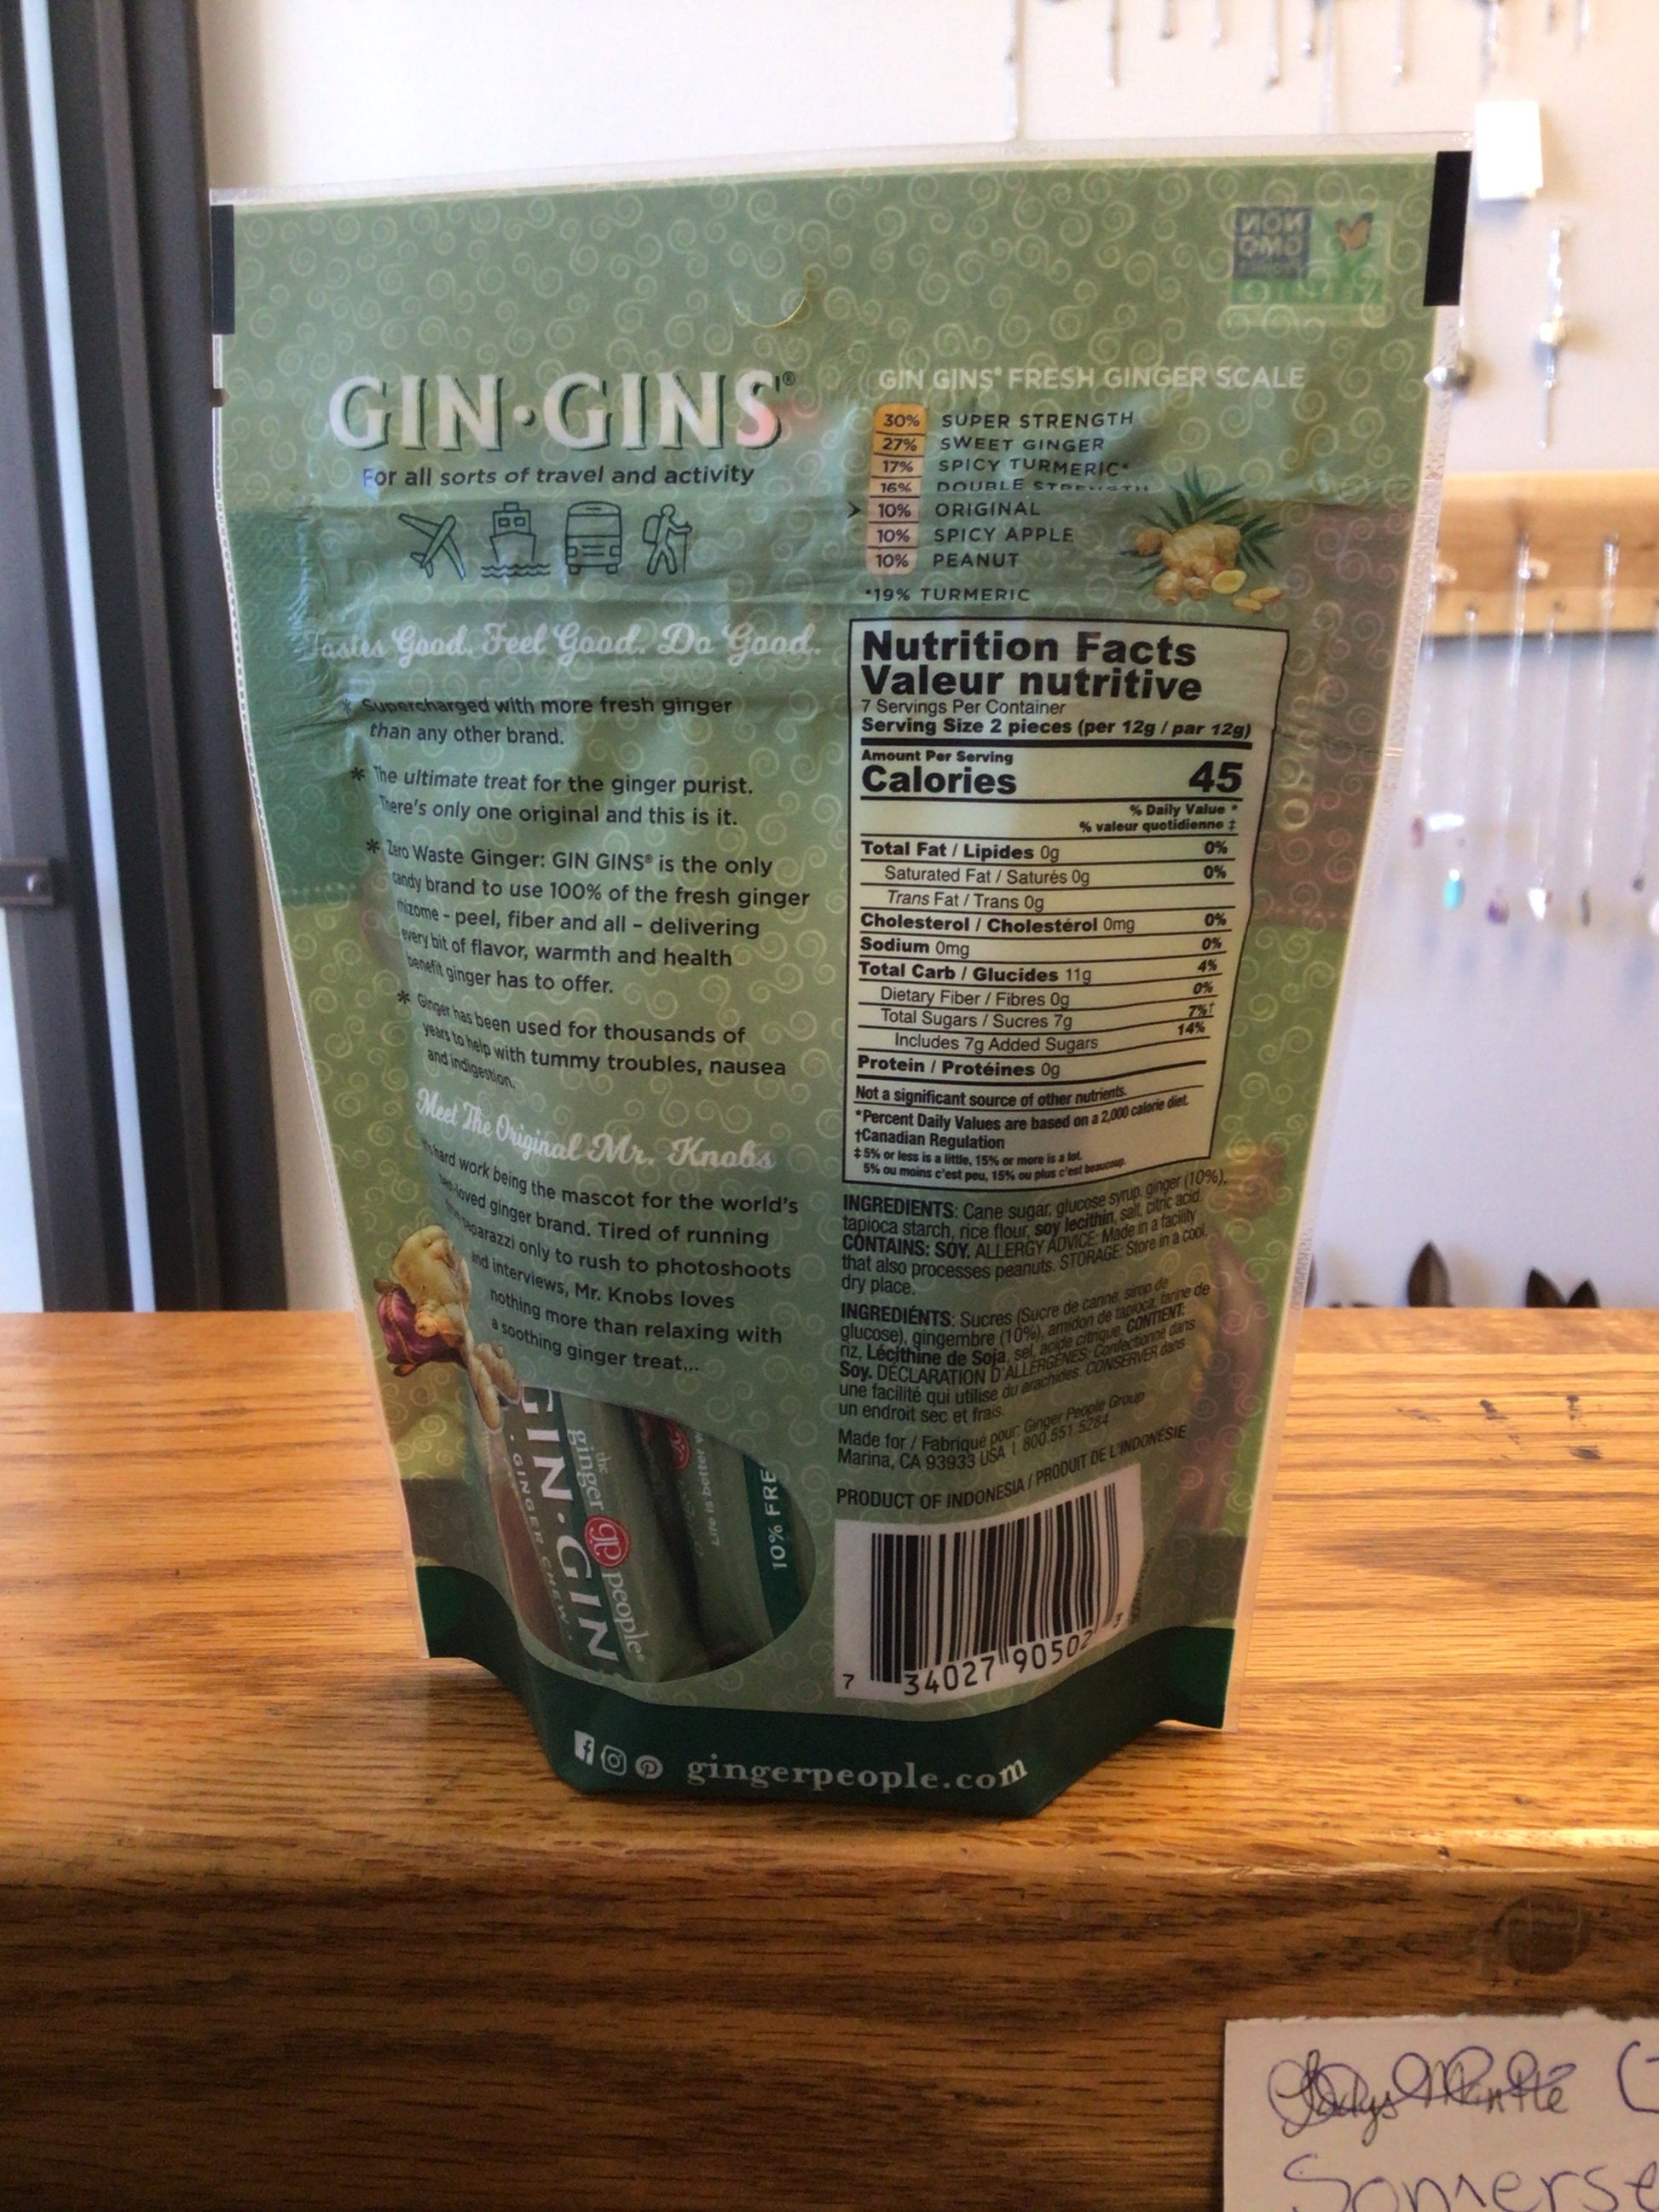 GIN·GINS®
For all sorts of travel and activity
Tastes Good. Feel Good. Do Good.
* Supercharged with more fresh ginger
than any other brand.
* The ultimate treat for the ginger purist.
There's only one original and this is it.
* Zero Waste Ginger: GIN GINS® is the only
candy brand to use 100% of the fresh ginger
rhizome - peel, fiber and all - delivering
every bit of flavor, warmth and health
benefit ginger has to offer.
* Ginger has been used for thousands of
years to help with tummy troubles, nausea
and indigestion.
Meet The Original Mr. Knobs
It's hard work being the mascot for the world's
loved ginger brand. Tired of running
paparazzi only to rush to photoshoots
and interviews, Mr. Knobs loves
nothing more than relaxing with
a soothing ginger treat...
GIN GINS® FRESH GINGER SCALE
30% SUPER STRENGTH
27% SWEET GINGER
17% SPICY TURMERIC*
16% DOUBLE STRENGTH
> 10% ORIGINAL
10% SPICY APPLE
10% PEANUT
*19% TURMERIC
NON
GMO
Nutrition Facts
Valeur nutritive
7 Servings Per Container
Serving Size 2 pieces (per 12g / par 12g)
Amount Per Serving
Calories 45
% Daily Value *
% valeur quotidienne ‡
Total Fat / Lipides 0g 0%
Saturated Fat / Saturés 0g 0%
Trans Fat / Trans 0g
Cholesterol / Cholestérol 0mg 0%
Sodium 0mg 0%
Total Carb / Glucides 11g 4%
Dietary Fiber / Fibres 0g 0%
Total Sugars / Sucres 7g 7%†
Includes 7g Added Sugars 14%
Protein / Protéines 0g
Not a significant source of other nutrients.
*Percent Daily Values are based on a 2,000 calorie diet.
†Canadian Regulation
‡ 5% or less is a little, 15% or more is a lot.
5% ou moins c'est peu, 15% ou plus c'est beaucoup.
INGREDIENTS: Cane sugar, glucose syrup, ginger (10%),
tapioca starch, rice flour, soy lecithin, salt, citric acid.
CONTAINS: SOY. ALLERGY ADVICE: Made in a facility
that also processes peanuts. STORAGE: Store in a cool,
dry place.
INGREDIÉNTS: Sucres (Sucre de canne, sirop de
glucose), gingembre (10%), amidon de tapioca, farine de
riz, Lécithine de Soja, sel, acide citrique. CONTIENT:
Soy. DÉCLARATION D'ALLERGÈNES: Confectionné dans
une facilité qui utilise du arachides. CONSERVER dans
un endroit sec et frais.
Made for / Fabriqué pour: Ginger People Group
Marina, CA 93933 USA | 800.551.5284
PRODUCT OF INDONESIA / PRODUIT DE L'INDONÉSIE
7 34027 90502 3
GIN·GIN
GINGER CHEW
the
ginger gp people®
Life is better w
10% FRE
gingerpeople.com
Somerse